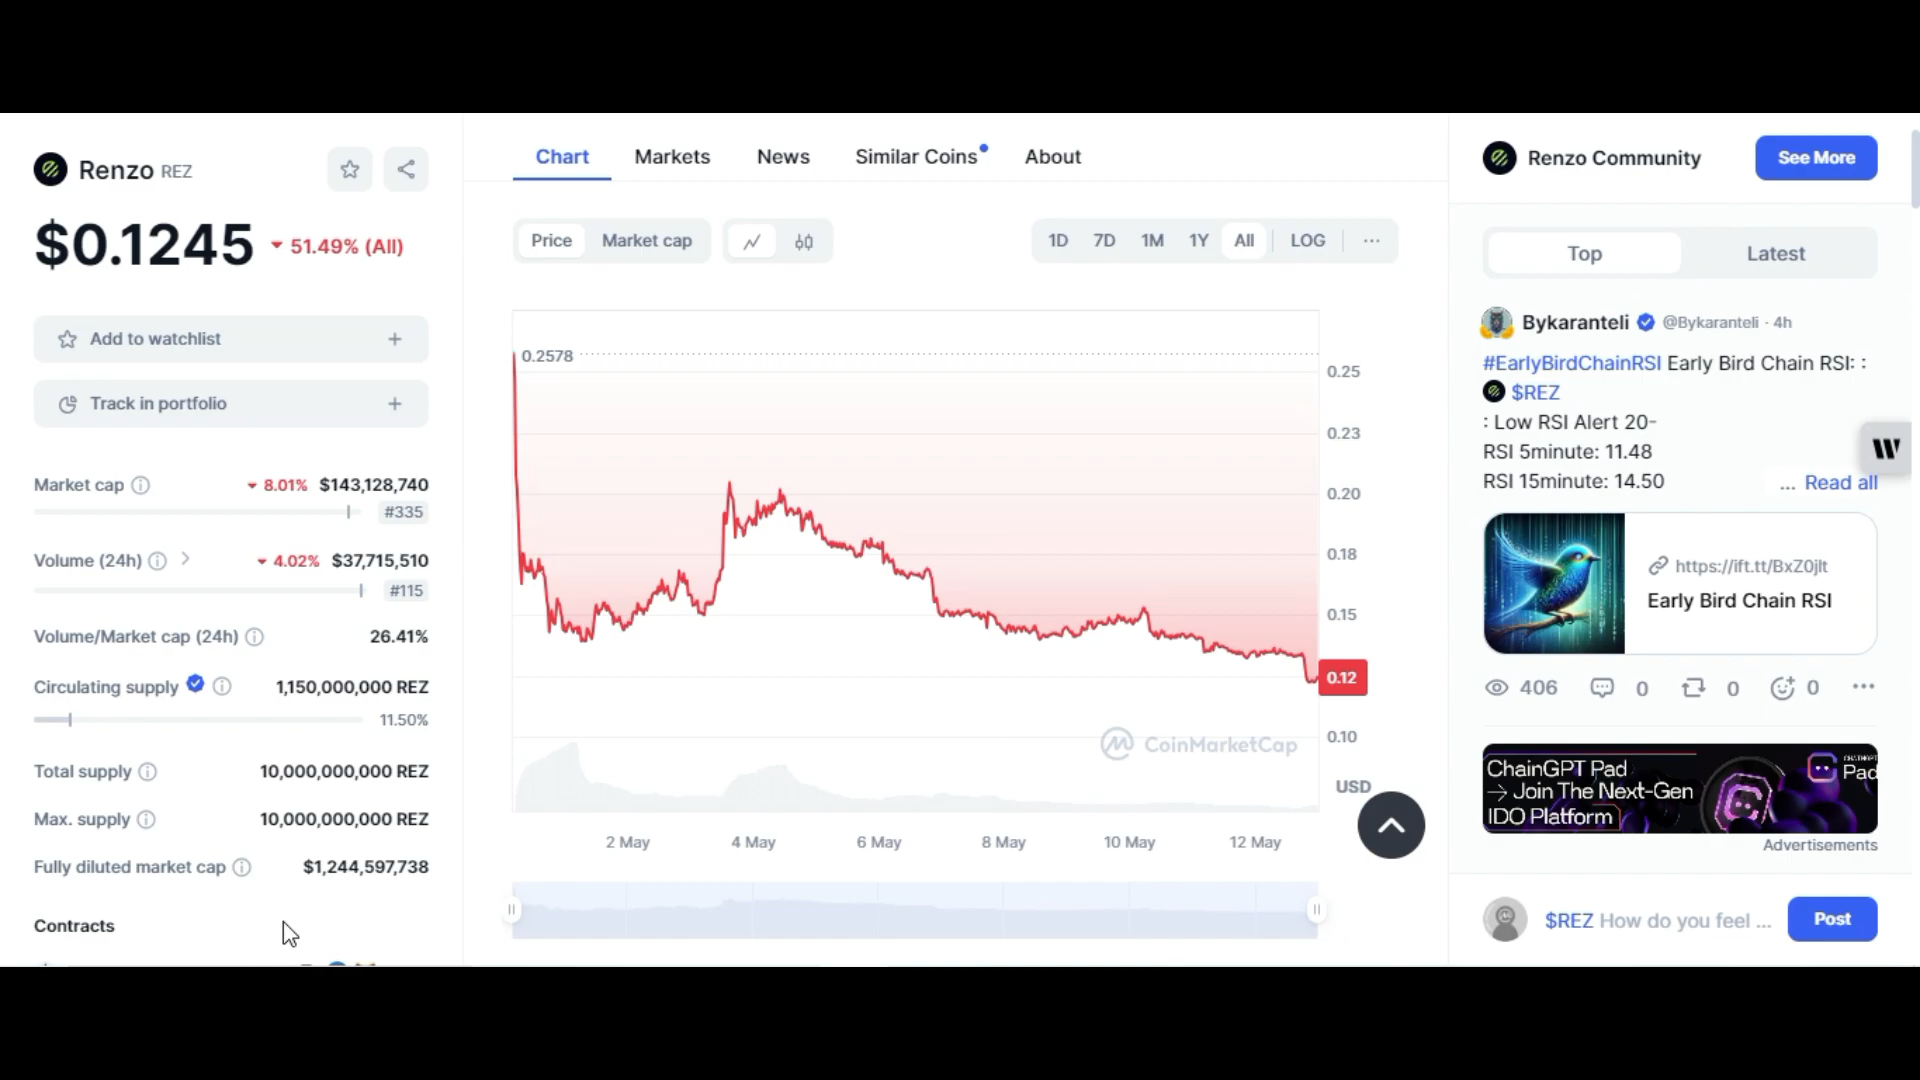 Renzo REZ
$0.1245 51.49% (All)
Add to watchlist +
Track in portfolio +
Market cap 8.01% $143,128,740
#335
Volume (24h) 4.02% $37,715,510
#115
Volume/Market cap (24h) 26.41%
Circulating supply 1,150,000,000 REZ
11.50%
Total supply 10,000,000,000 REZ
Max. supply 10,000,000,000 REZ
Fully diluted market cap $1,244,597,738
Contracts
Chart Markets News Similar Coins About
Price Market cap
1D 7D 1M 1Y All LOG ...
0.2578
0.25
0.23
0.20
0.18
0.15
0.12
0.10
CoinMarketCap
USD
2 May 4 May 6 May 8 May 10 May 12 May
Renzo Community See More
Top Latest
Bykaranteli @Bykaranteli · 4h
#EarlyBirdChainRSI Early Bird Chain RSI: :
$REZ
: Low RSI Alert 20-
RSI 5minute: 11.48
RSI 15minute: 14.50 ... Read all
W
https://ift.tt/BxZ0jlt
Early Bird Chain RSI
406 0 0 0 ...
ChainGPT Pad
→ Join The Next-Gen
IDO Platform
Pad
Advertisements
$REZ How do you feel ... Post